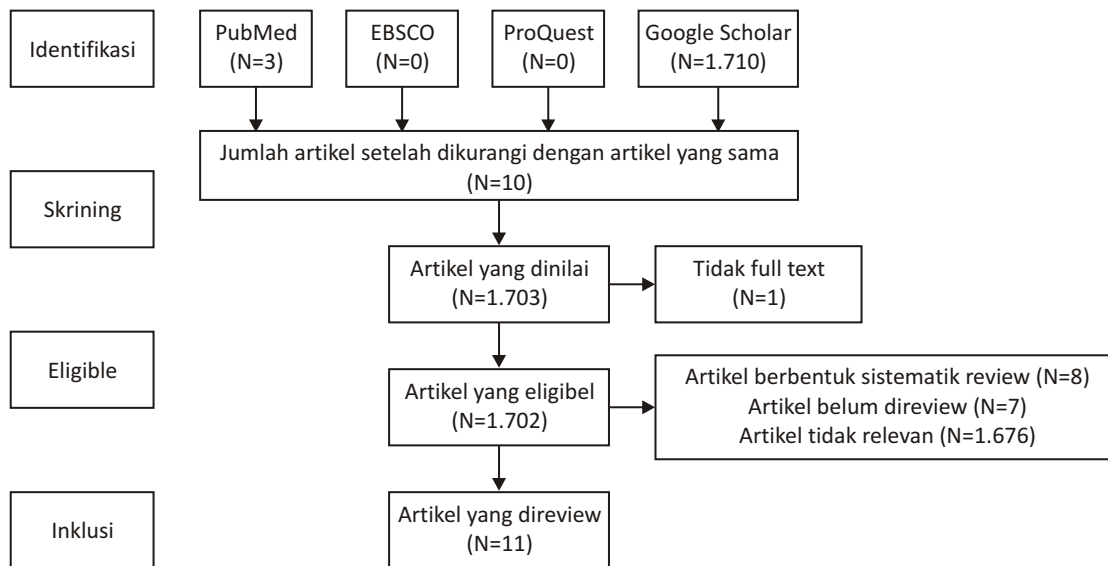 Identifikasi
PubMed
(N=3)
EBSCO
(N=0)
ProQuest
(N=0)
Google Scholar
(N=1.710)
Jumlah artikel setelah dikurangi dengan artikel yang sama
(N=10)
Skrining
Artikel yang dinilai
(N=1.703)
Tidak full text
(N=1)
Eligible
Artikel yang eligibel
(N=1.702)
Artikel berbentuk sistematik review (N=8)
Artikel belum direview (N=7)
Artikel tidak relevan (N=1.676)
Inklusi
Artikel yang direview
(N=11)